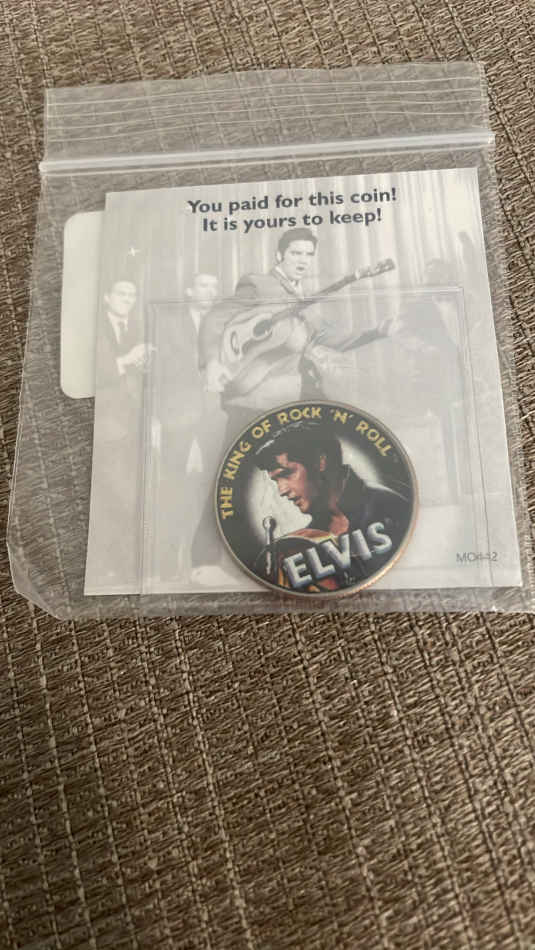 You paid for this coin!
It is yours to keep!
THE KING OF ROCK 'N' ROLL
ELVIS
MO442